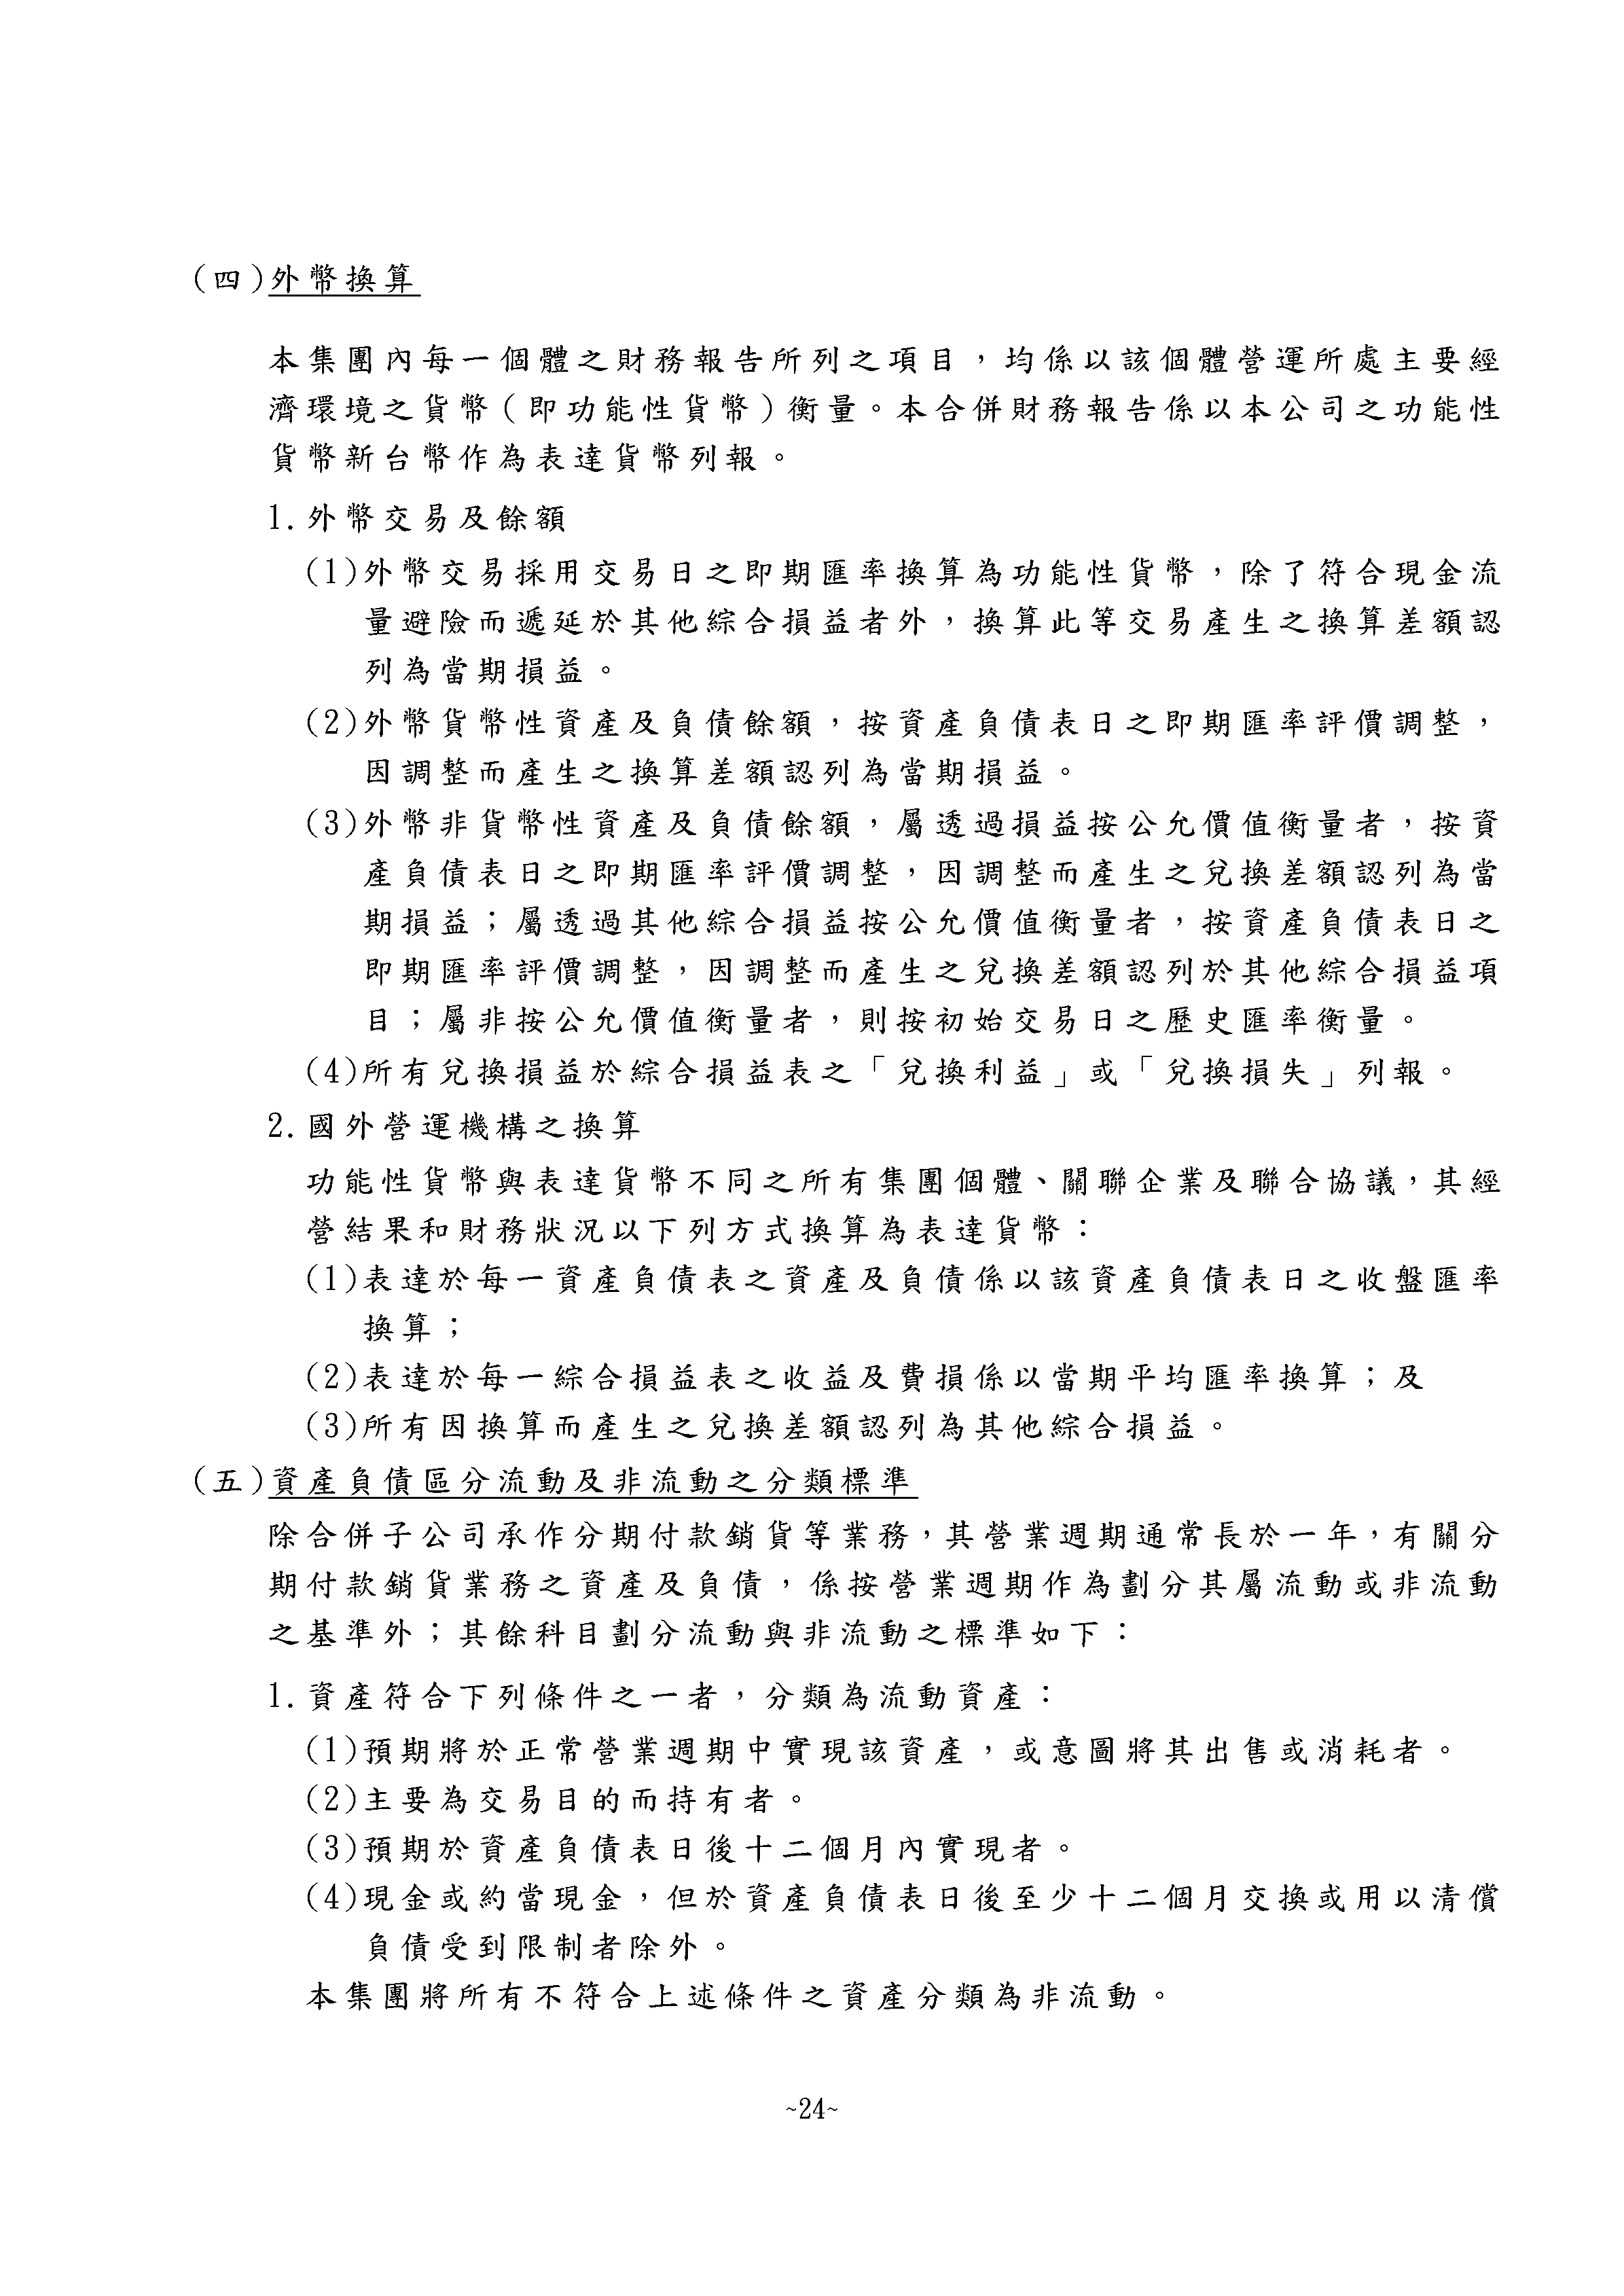 (四)外幣換算
本集團內每一個體之財務報告所列之項目，均係以該個體營運所處主要經
濟環境之貨幣(即功能性貨幣)衡量。本合併財務報告係以本公司之功能性
貨幣新台幣作為表達貨幣列報。
1.外幣交易及餘額
(1)外幣交易採用交易日之即期匯率換算為功能性貨幣，除了符合現金流
量避險而遞延於其他綜合損益者外，換算此等交易產生之換算差額認
列為當期損益。
(2)外幣貨幣性資產及負債餘額，按資產負債表日之即期匯率評價調整，
因調整而產生之換算差額認列為當期損益。
(3)外幣非貨幣性資產及負債餘額，屬透過損益按公允價值衡量者，按資
產負債表日之即期匯率評價調整，因調整而產生之兌換差額認列為當
期損益；屬透過其他綜合損益按公允價值衡量者，按資產負債表日之
即期匯率評價調整，因調整而產生之兌換差額認列於其他綜合損益項
目；屬非按公允價值衡量者，則按初始交易日之歷史匯率衡量。
(4)所有兌換損益於綜合損益表之「兌換利益」或「兌換損失」列報。
2.國外營運機構之換算
功能性貨幣與表達貨幣不同之所有集團個體、關聯企業及聯合協議，其經
營結果和財務狀況以下列方式換算為表達貨幣：
(1)表達於每一資產負債表之資產及負債係以該資產負債表日之收盤匯率
換算；
(2)表達於每一綜合損益表之收益及費損係以當期平均匯率換算；及
(3)所有因換算而產生之兌換差額認列為其他綜合損益。
(五)資產負債區分流動及非流動之分類標準
除合併子公司承作分期付款銷貨等業務，其營業週期通常長於一年，有關分
期付款銷貨業務之資產及負債，係按營業週期作為劃分其屬流動或非流動
之基準外；其餘科目劃分流動與非流動之標準如下：
1.資產符合下列條件之一者，分類為流動資產：
(1)預期將於正常營業週期中實現該資產，或意圖將其出售或消耗者。
(2)主要為交易目的而持有者。
(3)預期於資產負債表日後十二個月內實現者。
(4)現金或約當現金，但於資產負債表日後至少十二個月交換或用以清償
負債受到限制者除外。
本集團將所有不符合上述條件之資產分類為非流動。
~24~